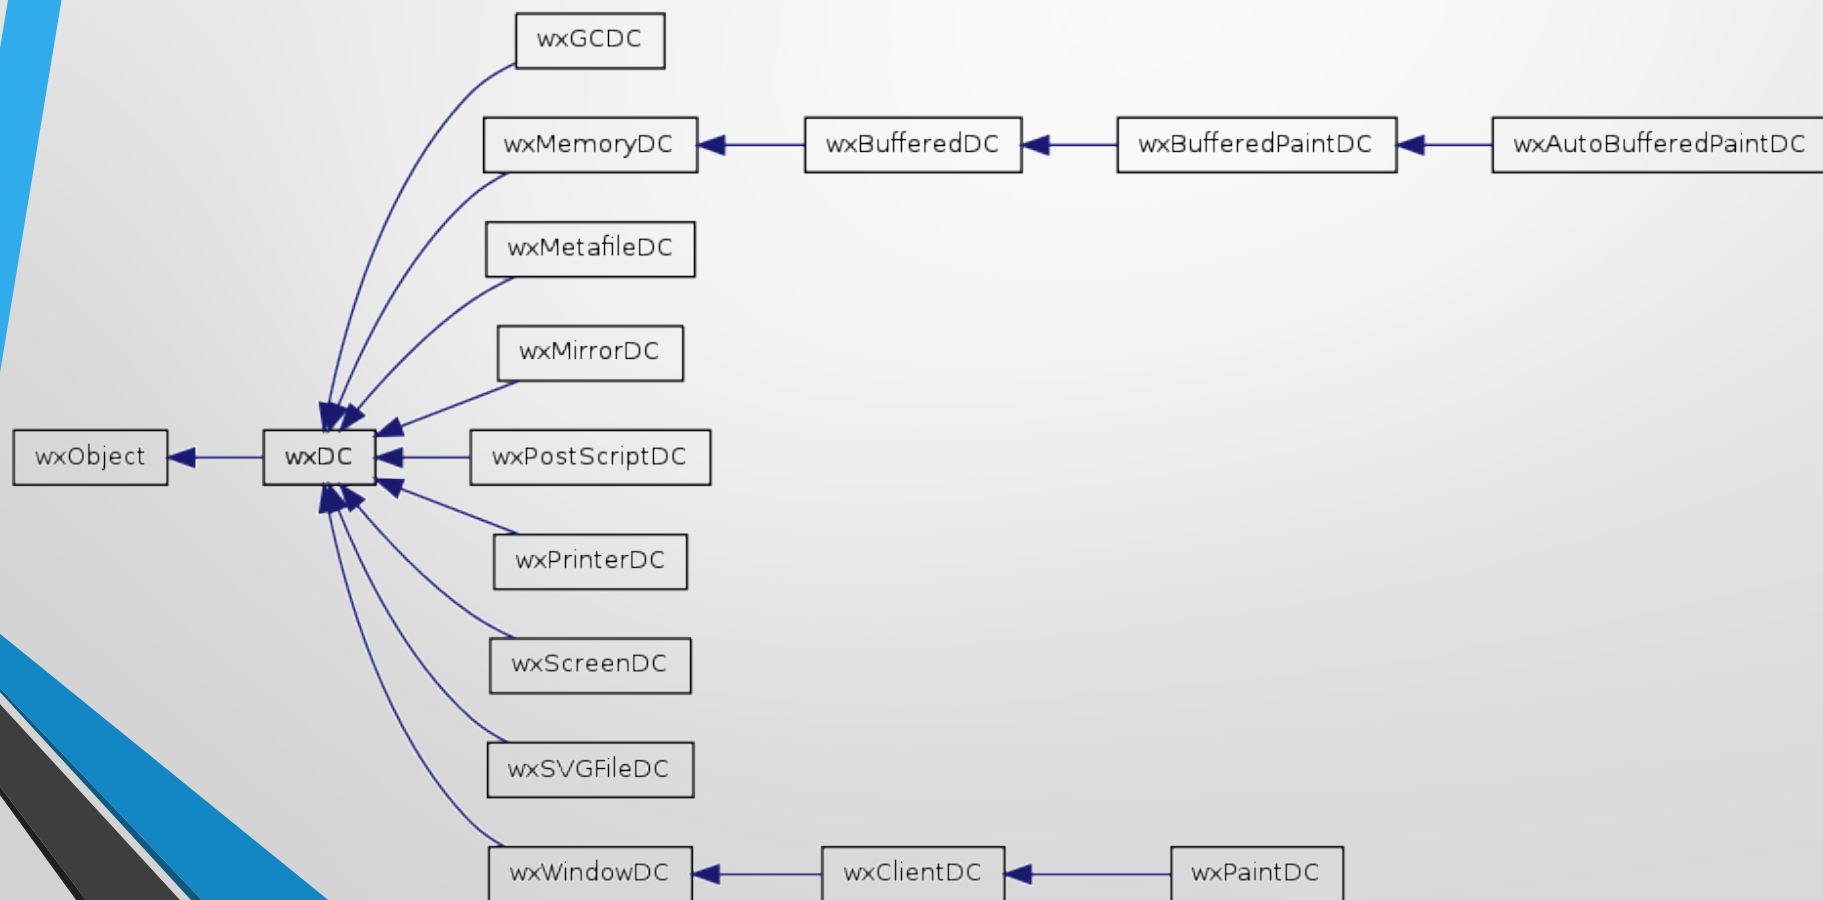 wxGCDC
wxMemoryDC
wxBufferedDC
wxBufferedPaintDC
wxAutoBufferedPaintDC
wxMetafileDC
wxMirrorDC
wxObject
wxDC
wxPostScriptDC
wxPrinterDC
wxScreenDC
wxSVGFileDC
wxWindowDC
wxClientDC
wxPaintDC